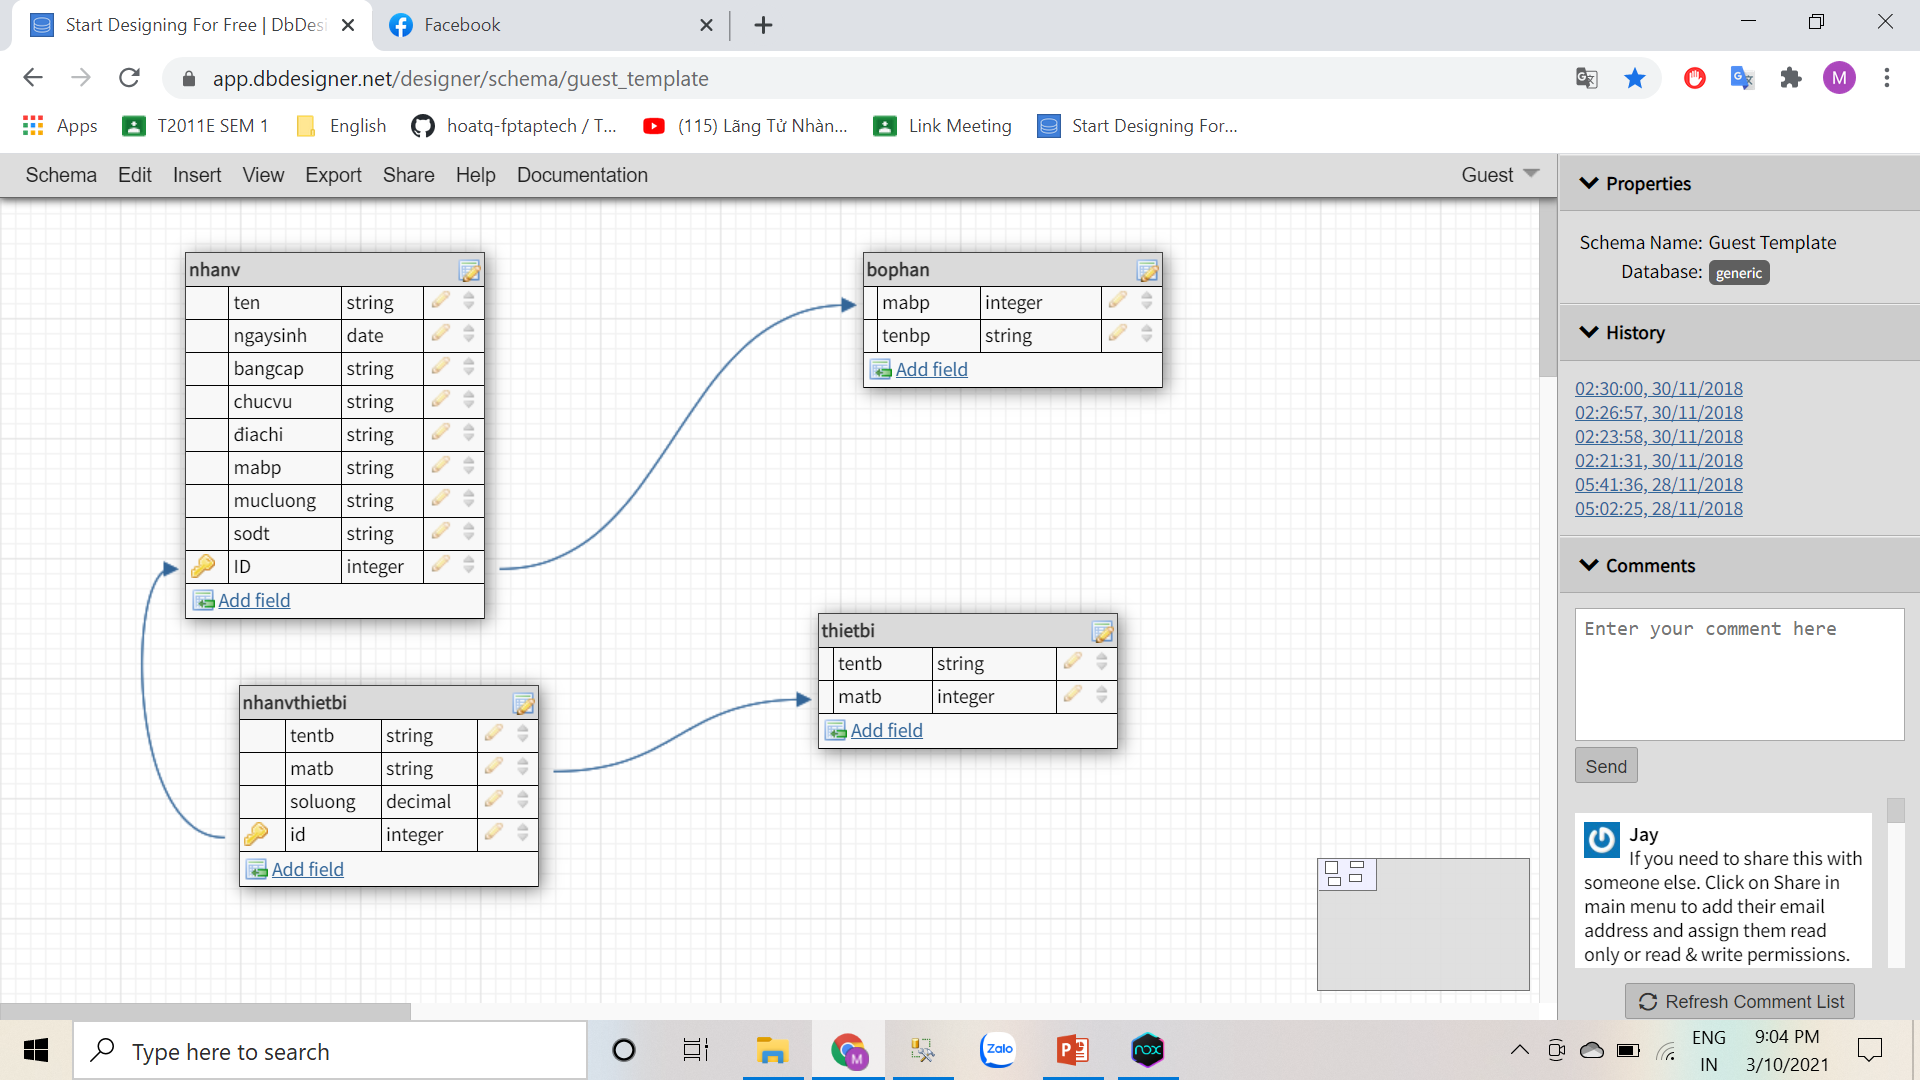 Start Designing For Free | DbDesi
Facebook
app.dbdesigner.net/designer/schema/guest_template
M
Apps
T2011E SEM 1
English
hoatq-fptaptech / T...
(115) Lãng Tử Nhàn...
Link Meeting
Start Designing For...
Schema Edit Insert View Export Share Help Documentation
Guest
nhanv
ten string
ngaysinh date
bangcap string
chucvu string
điachi string
mabp string
mucluong string
sodt string
ID integer
Add field
bophan
mabp integer
tenbp string
Add field
nhanvthietbi
tentb string
matb string
soluong decimal
id integer
Add field
thietbi
tentb string
matb integer
Add field
Properties
Schema Name: Guest Template
Database: generic
History
02:30:00, 30/11/2018
02:26:57, 30/11/2018
02:23:58, 30/11/2018
02:21:31, 30/11/2018
05:41:36, 28/11/2018
05:02:25, 28/11/2018
Comments
Enter your comment here
Send
Jay
If you need to share this with
someone else. Click on Share in
main menu to add their email
address and assign them read
only or read & write permissions.
Refresh Comment List
Type here to search
M
Zalo
nox
ENG
IN
9:04 PM
3/10/2021